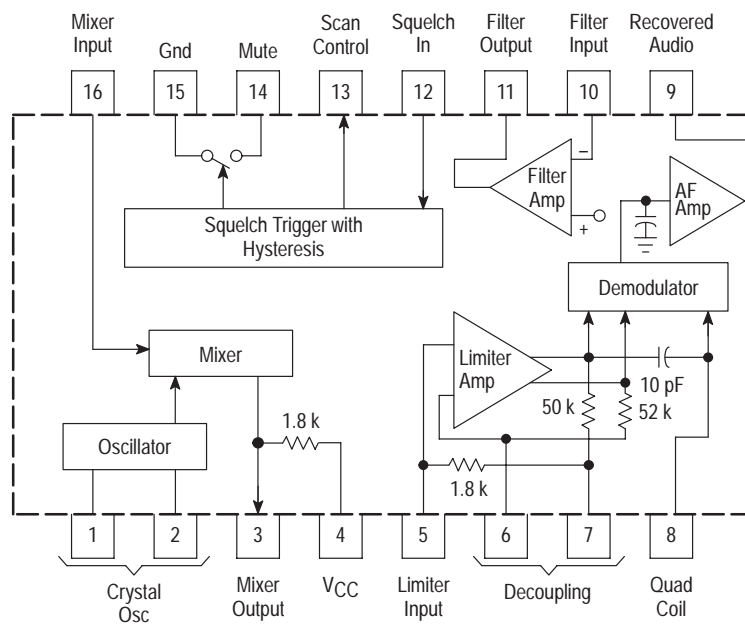 Mixer
Input
Gnd
Mute
Scan
Control
Squelch
In
Filter
Output
Filter
Input
Recovered
Audio
16
15
14
13
12
11
10
9
Squelch Trigger with
Hysteresis
Filter
Amp
–
+
AF
Amp
Demodulator
Mixer
Limiter
Amp
10 pF
50 k
52 k
1.8 k
Oscillator
1.8 k
1
2
3
4
5
6
7
8
Crystal
Osc
Mixer
Output
VCC
Limiter
Input
Decoupling
Quad
Coil